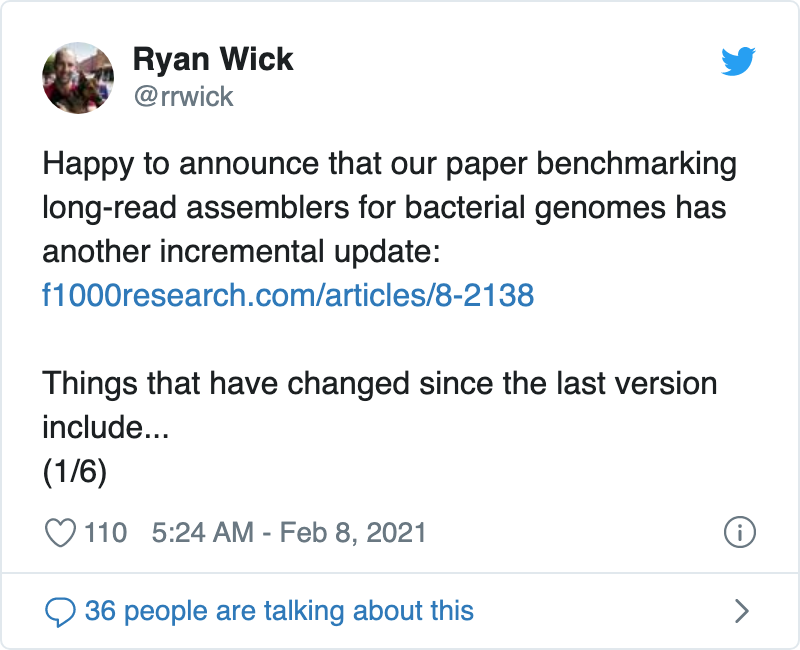 Ryan Wick
@rrwick
Happy to announce that our paper benchmarking
long-read assemblers for bacterial genomes has
another incremental update:
f1000research.com/articles/8-2138
Things that have changed since the last version
include...
(1/6)
110 5:24 AM - Feb 8, 2021
36 people are talking about this